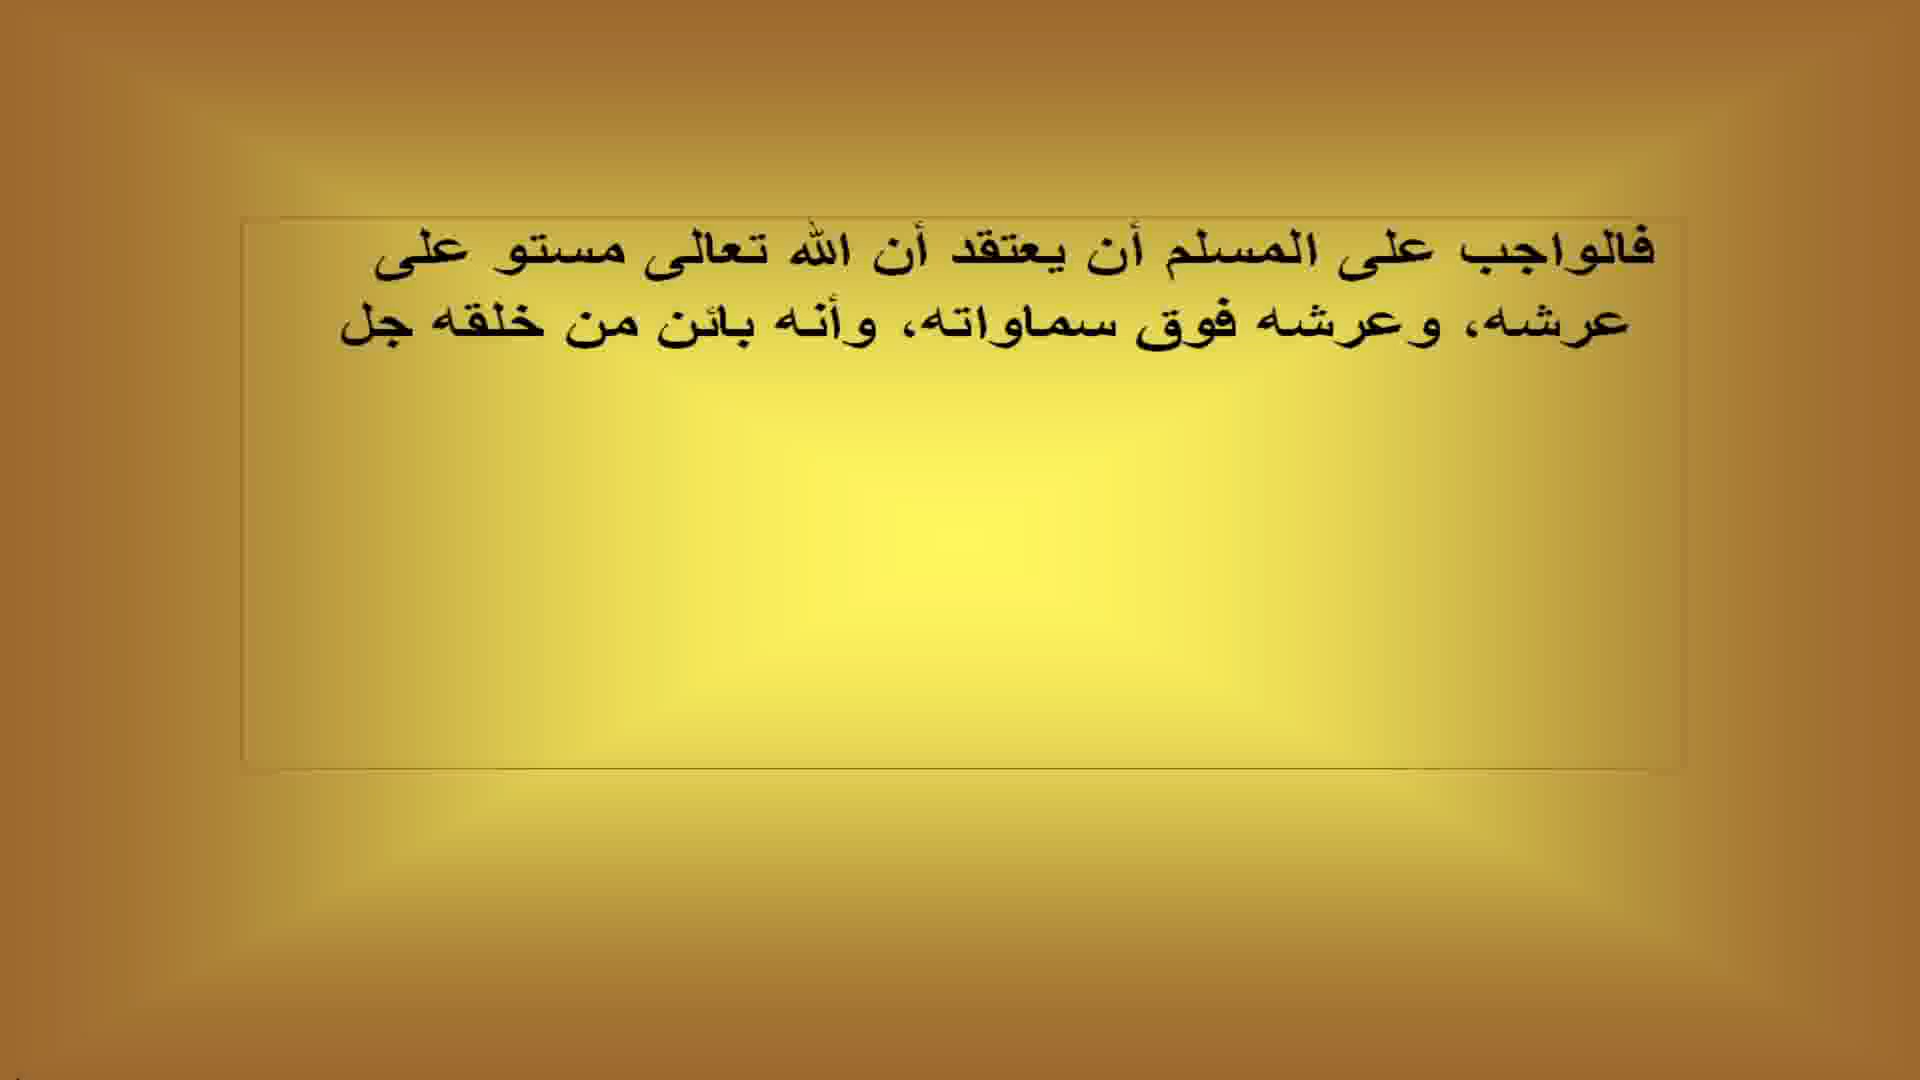 فالواجب على المسلم أن يعتقد أن الله تعالى مستو على
عرشه، وعرشه فوق سماواته، وأنه بائن من خلقه جل